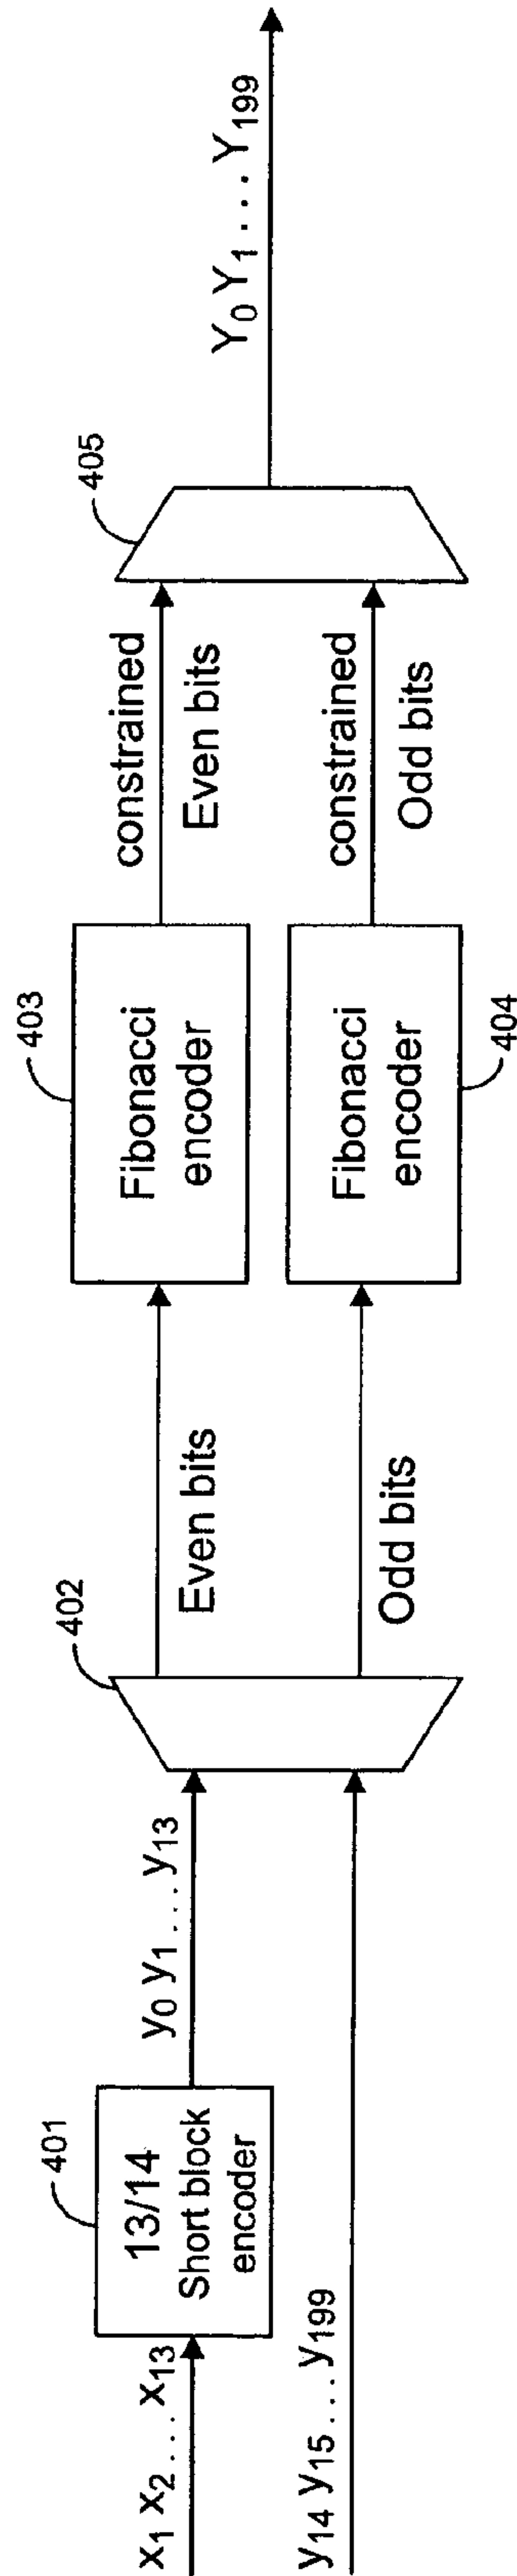 x1 x2 . . . x13
401
13/14
Short block
encoder
y0 y1 . . . y13
y14 y15 . . . y199
402
Even bits
Odd bits
403
Fibonacci
encoder
Fibonacci
encoder
404
constrained
Even bits
constrained
Odd bits
405
Y0 Y1 . . . Y199